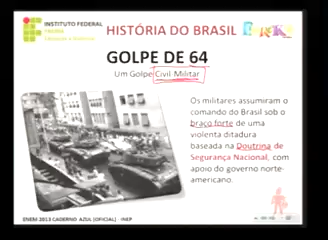 INSTITUTO FEDERAL
HISTÓRIA DO BRASIL
GOLPE DE 64
Um Golpe Civil Militar
Os militares assumiram o
comando do Brasil sob o
braço forte de uma
violenta ditadura
baseada na Doutrina de
Segurança Nacional, com
apoio do governo norte-
americano.
ENEM 2013 CADERNO AZUL (OFICIAL) - INEP